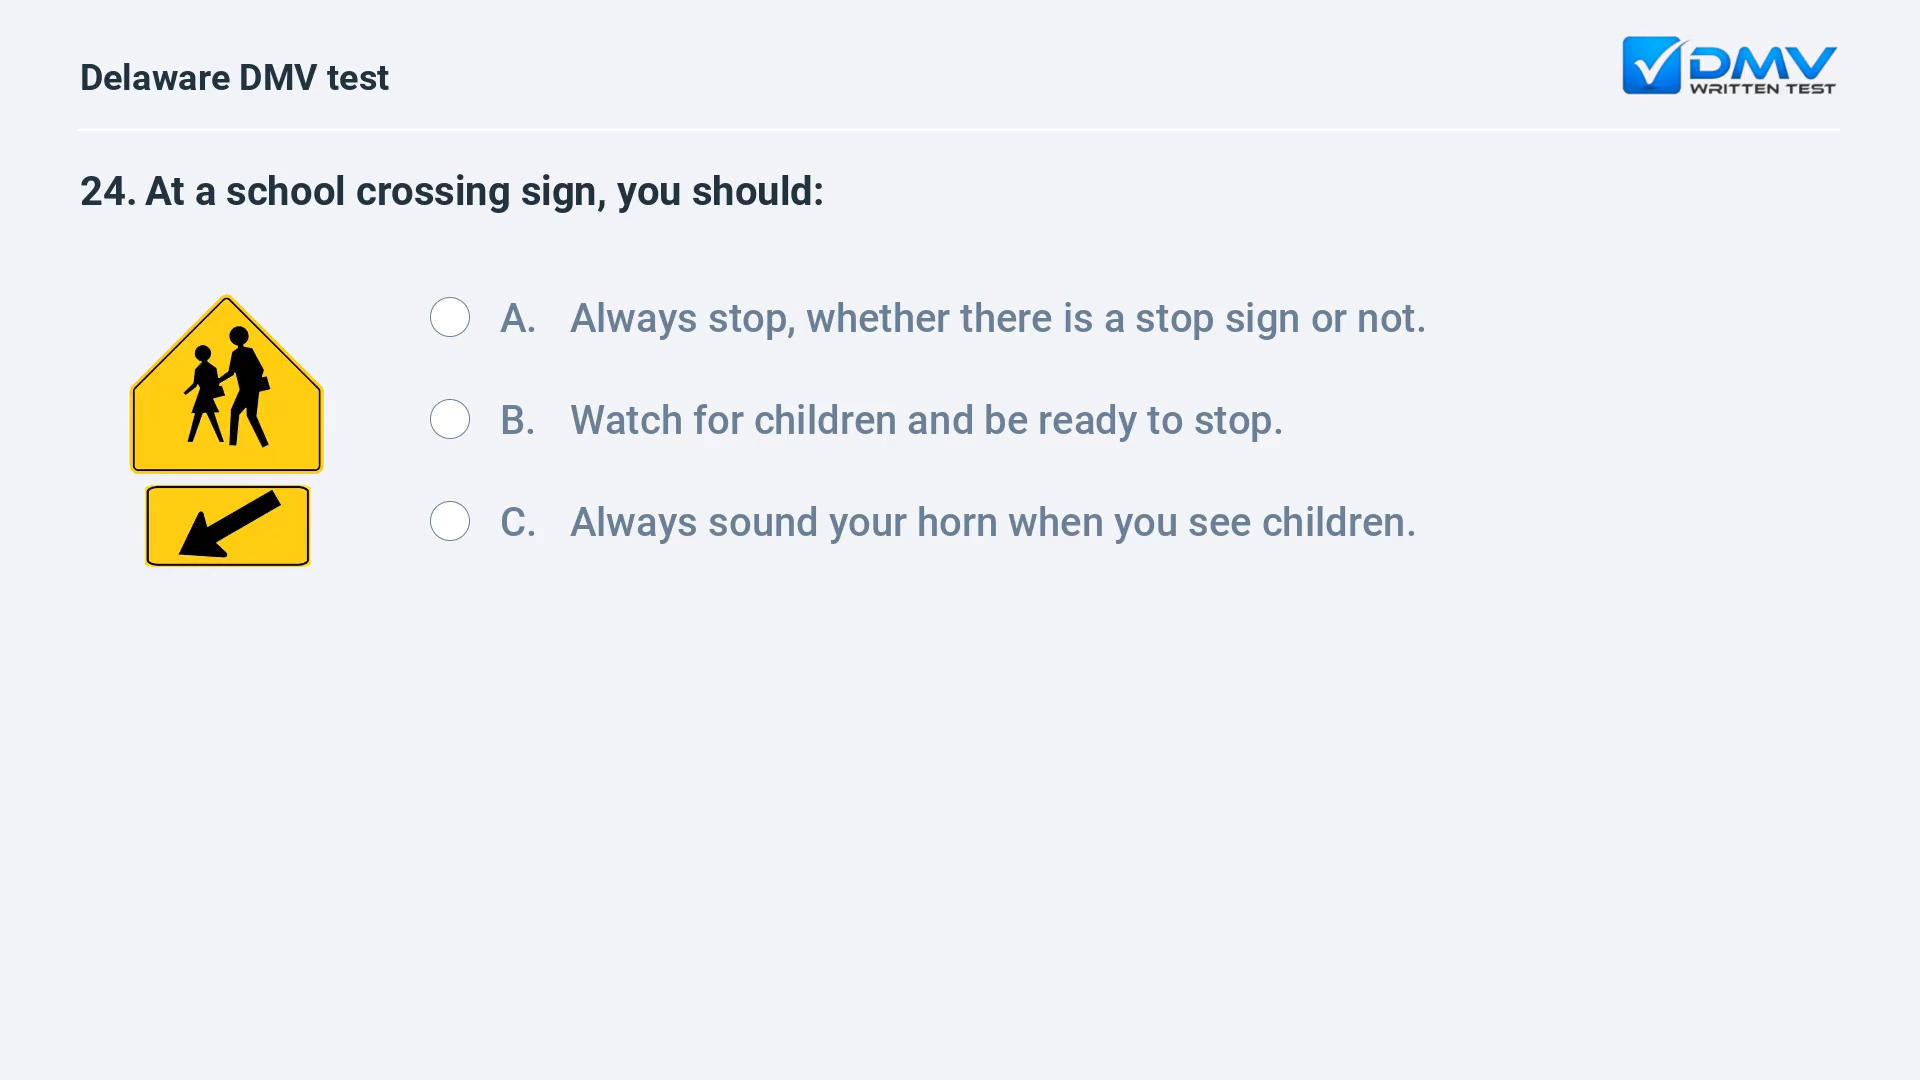 Delaware DMV test
DMV
WRITTEN TEST
24. At a school crossing sign, you should:
A. Always stop, whether there is a stop sign or not.
B. Watch for children and be ready to stop.
C. Always sound your horn when you see children.